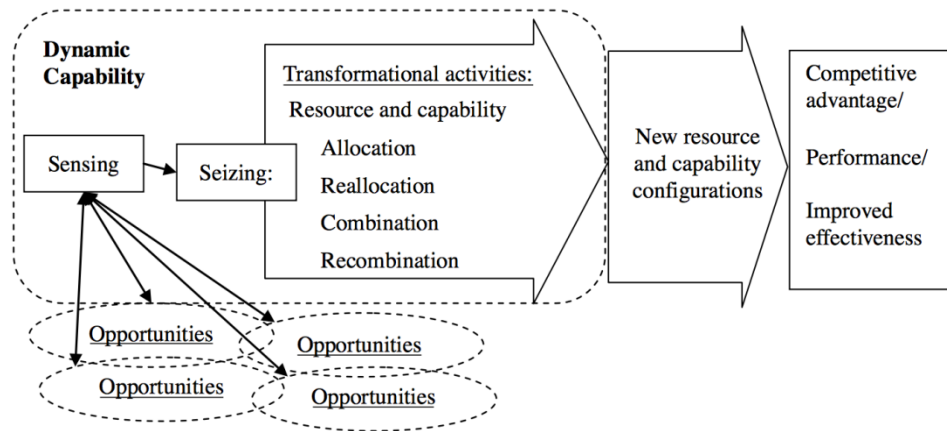 Dynamic
Capability
Sensing
Seizing:
Transformational activities:
Resource and capability
Allocation
Reallocation
Combination
Recombination
New resource
and capability
configurations
Competitive
advantage/
Performance/
Improved
effectiveness
Opportunities
Opportunities
Opportunities
Opportunities